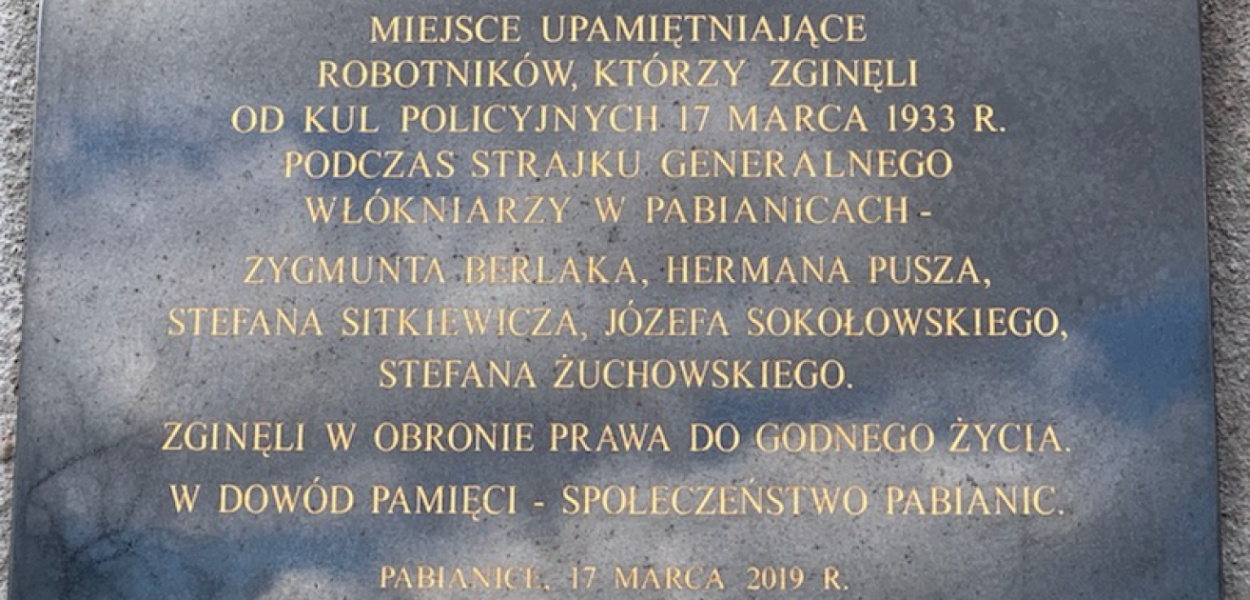 MIEJSCE UPAMIĘTNIAJĄCE
ROBOTNIKÓW, KTÓRZY ZGINĘLI
OD KUL POLICYJNYCH 17 MARCA 1933 R.
PODCZAS STRAJKU GENERALNEGO
WŁÓKNIARZY W PABIANiCACH -
ZYGMUNTA BERLAKA, HERMANA PUSZA,
STEFANA SITKIEWICZA, JÓZEFA SOKOŁOWSKIEGO,
STEFANA ŻUCHOWSKIEGO.
ZGINĘLI W OBRONIE PRAWA DO GODNEGO ŻYCIA.
W DOWÓD PAMIĘCI - SPOŁECZEŃSTWO PABIANIC.
PABIANICE, 17 MARCA 2019 R.